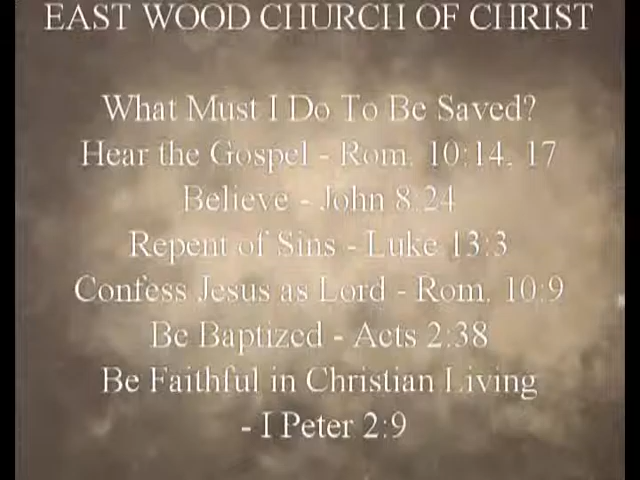 EAST WOOD CHURCH OF CHRIST
What Must I Do To Be Saved?
Hear the Gospel - Rom. 10:14, 17
Believe - John 8:24
Repent of Sins - Luke 13:3
Confess Jesus as Lord - Rom. 10:9
Be Baptized - Acts 2:38
Be Faithful in Christian Living
- I Peter 2:9